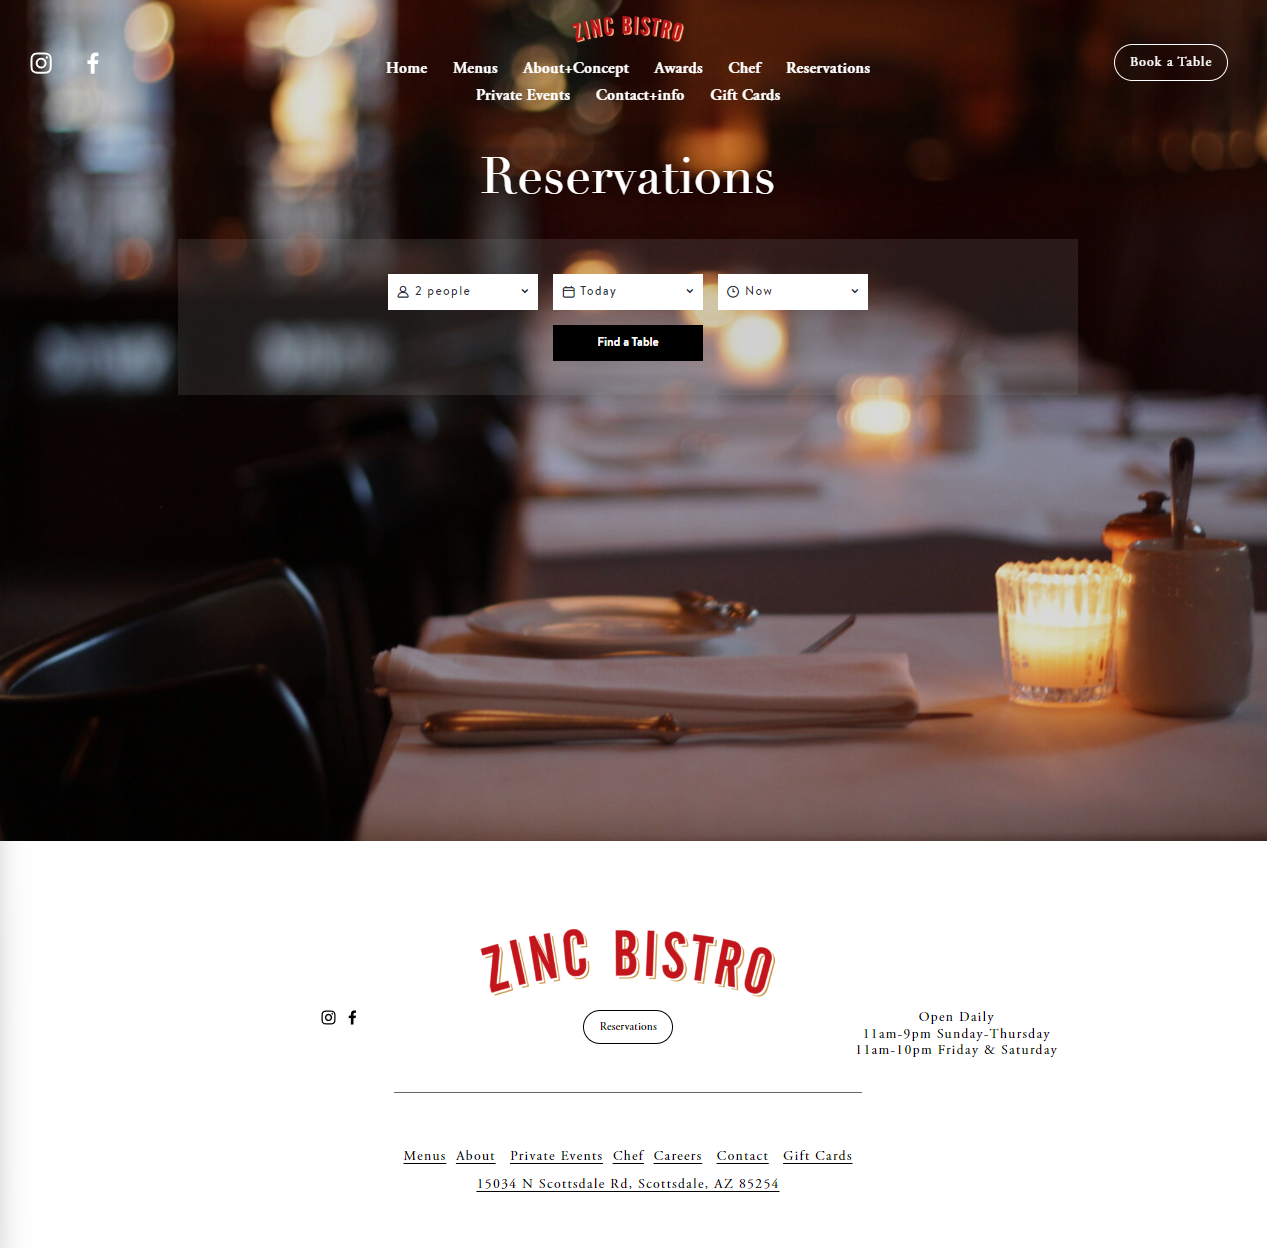 ZINC BISTRO
Home Menus About+Concept Awards Chef Reservations
Private Events Contact+info Gift Cards
Book a Table
Reservations
2 people Today Now
Find a Table
ZINC BISTRO
Reservations
Open Daily
11am-9pm Sunday-Thursday
11am-10pm Friday & Saturday
Menus About Private Events Chef Careers Contact Gift Cards
15034 N Scottsdale Rd, Scottsdale, AZ 85254